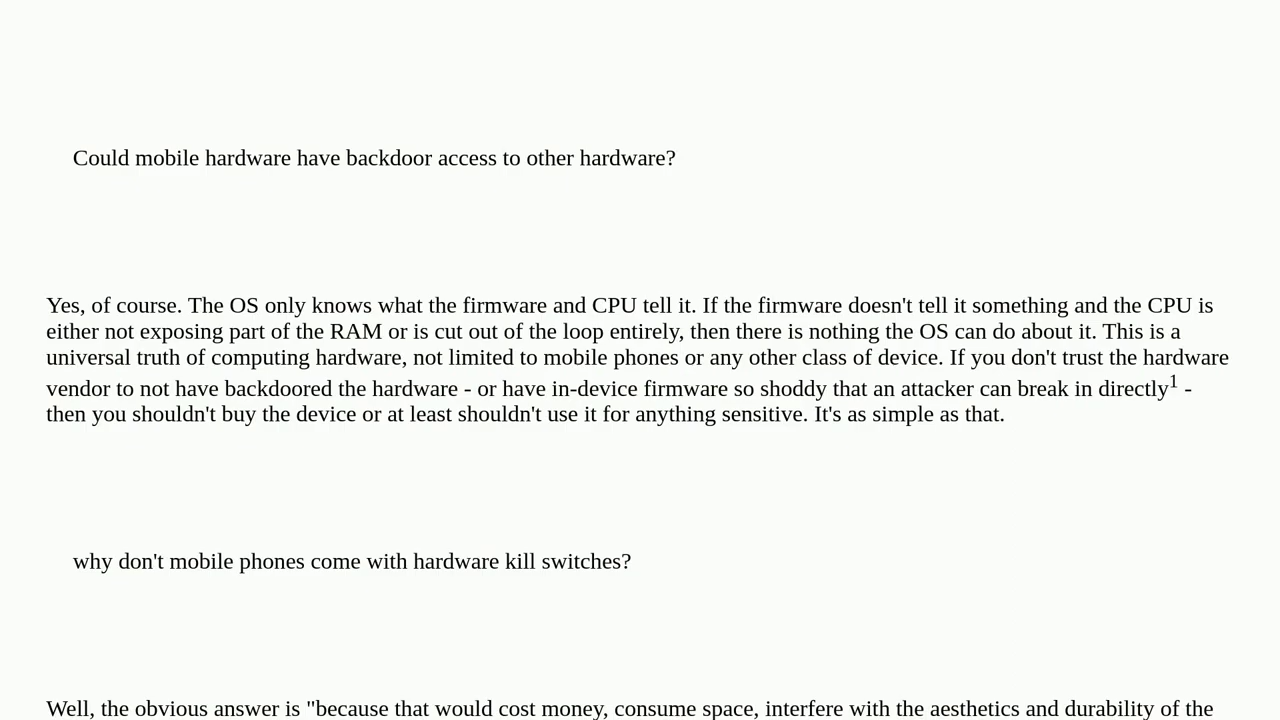 Could mobile hardware have backdoor access to other hardware?
Yes, of course. The OS only knows what the firmware and CPU tell it. If the firmware doesn't tell it something and the CPU is
either not exposing part of the RAM or is cut out of the loop entirely, then there is nothing the OS can do about it. This is a
universal truth of computing hardware, not limited to mobile phones or any other class of device. If you don't trust the hardware
vendor to not have backdoored the hardware - or have in-device firmware so shoddy that an attacker can break in directly1 -
then you shouldn't buy the device or at least shouldn't use it for anything sensitive. It's as simple as that.
why don't mobile phones come with hardware kill switches?
Well, the obvious answer is "because that would cost money, consume space, interfere with the aesthetics and durability of the